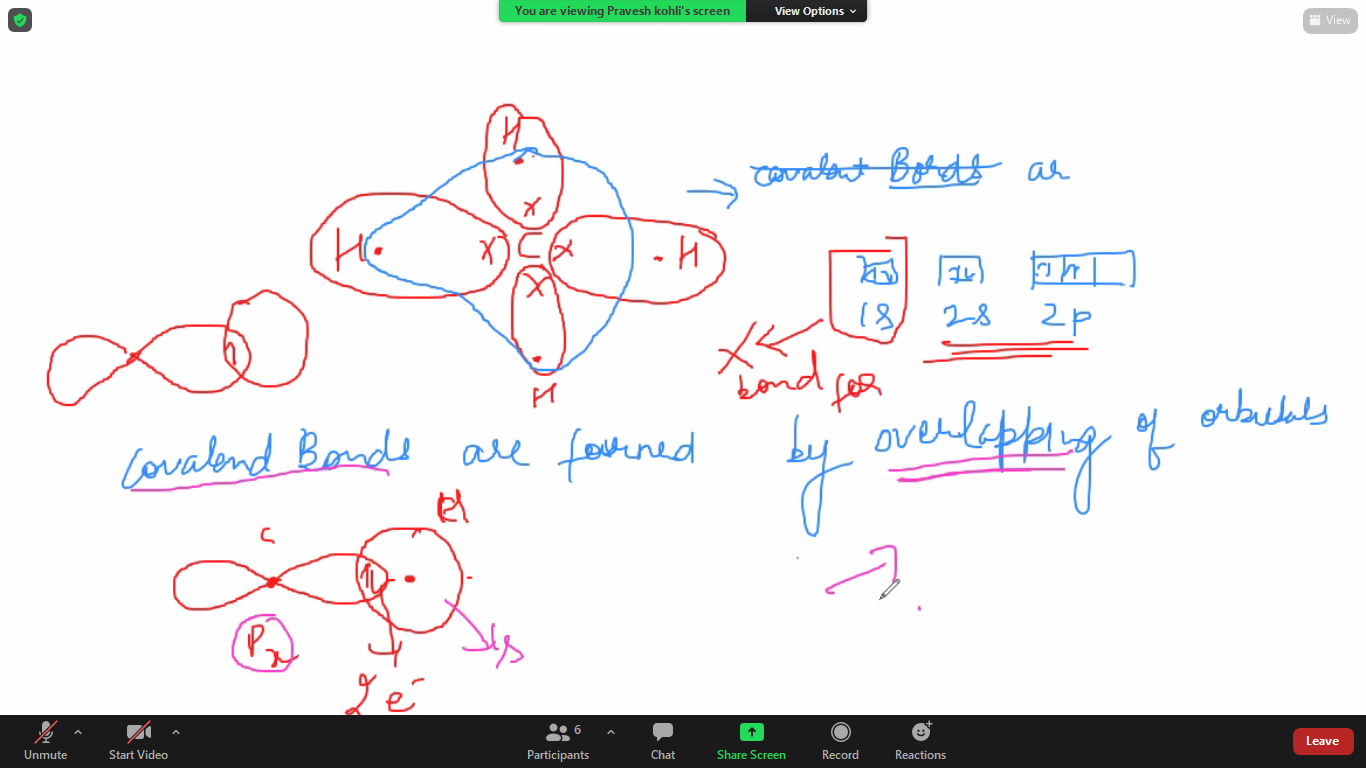 You are viewing Pravesh kohli's screen View Options
View
H
covalent Bonds ar
H X X C X H
X
H
1s 2s 2p
X
bond for
Covalend Bonds are formed by overlapping of orbitals
C H
Px 1s
2e-
Unmute Start Video Participants 6 Chat Share Screen Record Reactions Leave